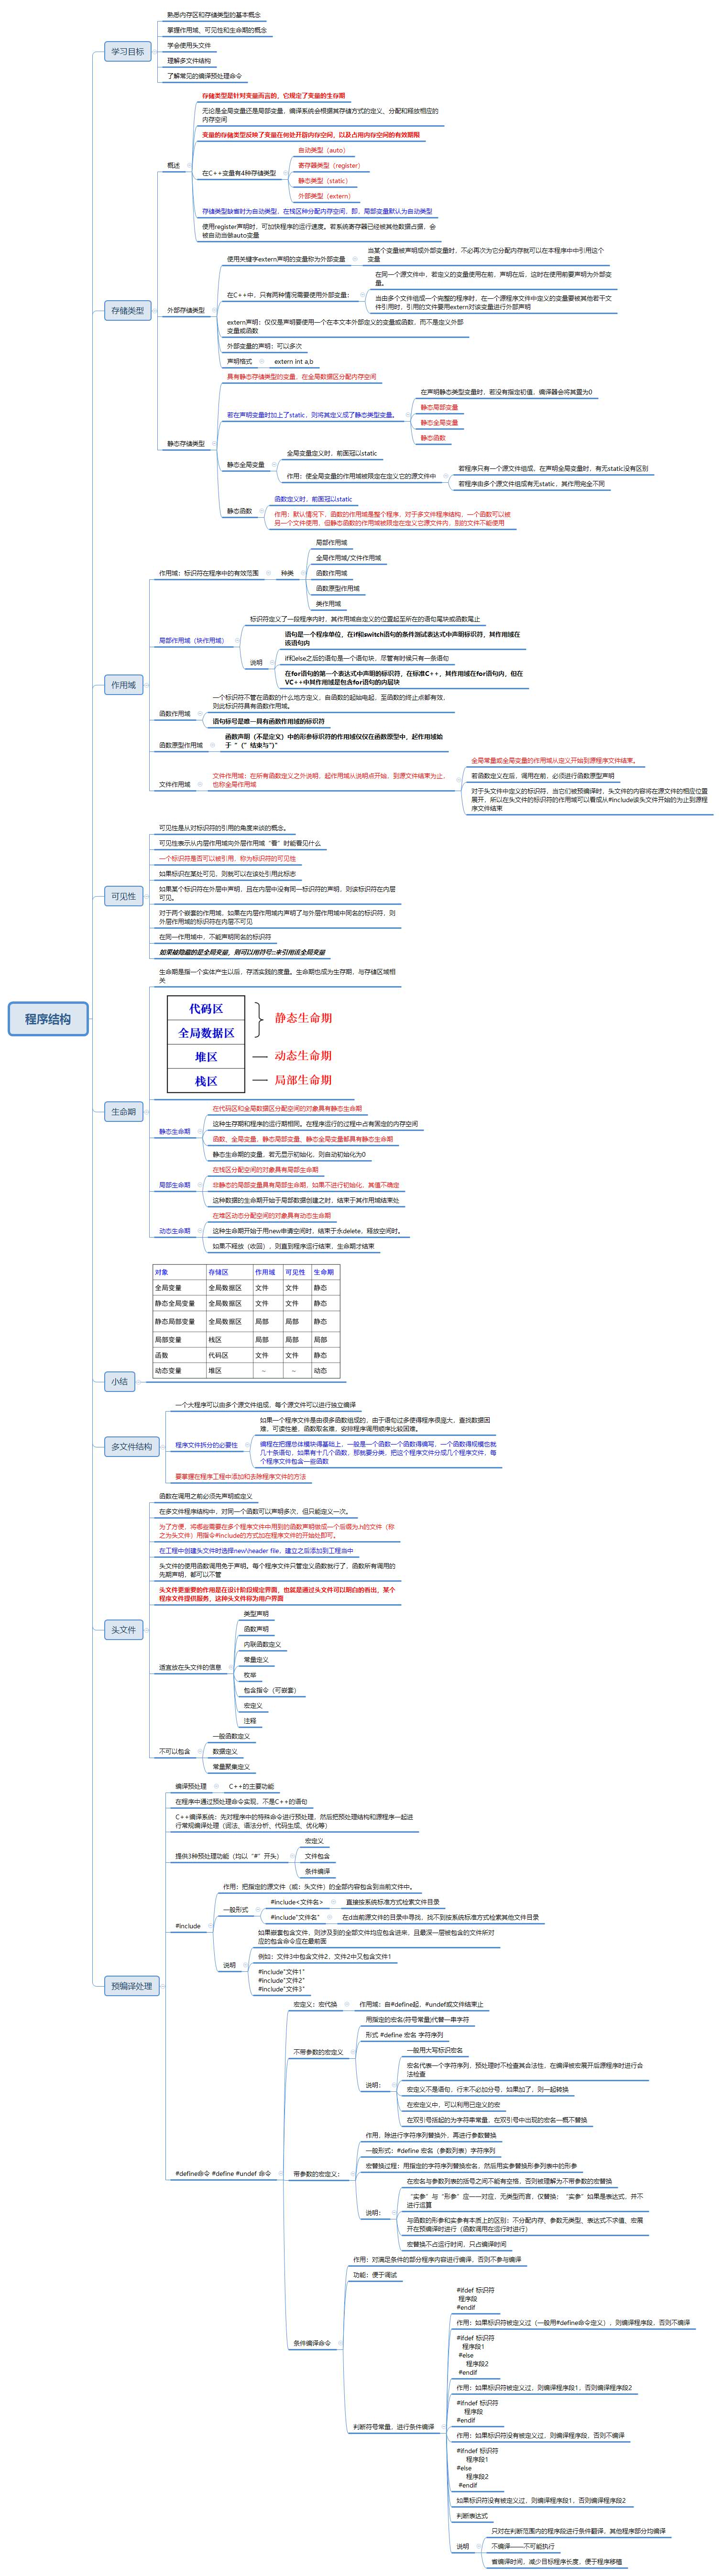 程序结构
学习目标
熟悉内存区和存储类型的基本概念
掌握作用域、可见性和生命期的概念
学会使用头文件
理解多文件结构
了解常见的编译预处理命令
存储类型
概述
存储类型是针对变量而言的，它规定了变量的生存期
无论是全局变量还是局部变量，编译系统会根据其存储方式的定义、分配和释放相应的
内存空间
变量的存储类型反映了变量在何处开辟内存空间，以及占用内存空间的有效期期
在C++变量有4种存储类型
自动类型（auto）
寄存器类型（register）
静态类型（static）
外部类型（extern）
存储类型缺省时为自动类型，在栈区种分配内存空间，即，局部变量默认为自动类型
使用register声明时，可加快程序的运行速度。若系统寄存器已经被其他数据占据，会
被自动当做auto变量
外部存储类型
使用关键字extern声明的变量称为外部变量
当某个变量被声明成外部变量时，不必再次为它分配内存就可以在本程序中中引用这个
变量
在C++中，只有两种情况需要使用外部变量：
在同一个源文件中，若定义的变量使用在前，声明在后，这时在使用前要声明为外部变
量。
当由多个文件组成一个完整的程序时，在一个源程序文件中定义的变量要被其他若干文
件引用时，引用的文件要用extern对该变量进行外部声明
extern声明：仅仅是声明要使用一个在本文本外部定义的变量或函数，而不是定义外部
变量或函数
外部变量的声明：可以多次
声明格式
extern int a,b
静态存储类型
具有静态存储类型的变量，在全局数据区分配内存空间
若在声明变量时加上了static，则将其定义成了静态类型变量。
在声明静态类型变量时，若没有指定初值，编译器会将其置为0
静态局部变量
静态全局变量
静态函数
静态全局变量
全局变量定义时，前面冠以static
作用：使全局变量的作用域被限定在定义它的源文件中
若程序只有一个源文件组成，在声明全局变量时，有无static没有区别
若程序由多个源文件组成有无static，其作用完全不同
静态函数
函数定义时，前面冠以static
作用：默认情况下，函数的作用域是整个程序，对于多文件程序结构，一个函数可以被
另一个文件使用，但静态函数的作用域被限定在定义它源文件内，别的文件不能使用
作用域
作用域：标识符在程序中的有效范围
种类
局部作用域
全局作用域/文件作用域
函数作用域
函数原型作用域
类作用域
局部作用域（块作用域）
标识符定义了一段程序内时，其作用域自定义的位置起至所在的语句尾块或函数尾止
说明
语句是一个程序单位，在if和switch语句的条件测试表达式中声明标识符，其作用域在
该语句内
if和else之后的语句是一个语句块，尽管有时候只有一条语句
在for语句的第一个表达式中声明的标识符，在标准C++，其作用域在for语句内，但在
VC++中其作用域是包含for语句的内层块
函数作用域
一个标识符不管在函数的什么地方定义，自函数的起始电起，至函数的终止点都有效，
则此标识符具有函数作用域。
语句标号是唯一具有函数作用域的标识符
函数原型作用域
函数声明（不是定义）中的形参标识符的作用域仅仅在函数原型中，起作用域始
于“（” 结束与”)”
文件作用域
文件作用域：在所有函数定义之外说明，起作用域从说明点开始，到源文件结束为止，
也称全局作用域
全局常量或全局变量的作用域从定义开始到源程序文件结束。
若函数定义在后，调用在前，必须进行函数原型声明
对于头文件中定义的标识符，当它们被预编译时，头文件的内容将在源文件的相应位置
展开，所以在头文件的标识符的作用域可以看成从#include该头文件开始的为止到源程
序文件结束
可见性
可见性是从对标识符的引用的角度来谈的概念。
可见性表示从内层作用域向外层作用域“看”时能看见什么
一个标识符是否可以被引用，称为标识符的可见性
如果标识在某处可见，则就可以在该处引用此标志
如果某个标识符在外层中声明，且在内层中没有同一标识符的声明，则该标识符在内层
可见。
对于两个嵌套的作用域，如果在内层作用域内声明了与外层作用域中同名的标识符，则
外层作用域的标识符在内层不可见
在同一作用域中，不能声明同名的标识符
如果被隐藏的是全局变量，则可以用符号::来引用该全局变量
生命期
生命期是指一个实体产生以后，存活实践的度量。生命期也成为生存期，与存储区域相
关
代码区
全局数据区
堆区
栈区
静态生命期
动态生命期
局部生命期
静态生命期
在代码区和全局数据区分配空间的对象具有静态生命期
这种生存期和程序的运行期相同。在程序运行的过程中占有固定的内存空间
函数、全局变量、静态局部变量、静态全局变量都具有静态生命期
静态生命期的变量，若无显示初始化，则自动初始化为0
局部生命期
在栈区分配空间的对象具有局部生命期
非静态的局部变量具有局部生命期，如果不进行初始化，其值不确定
这种数据的生命期开始于局部数据创建之时，结束于其作用域结束处
动态生命期
在堆区动态分配空间的对象具有动态生命期
这种生命期开始于用new申请空间时，结束于永delete，释放空间时。
如果不释放（收回），则直到程序运行结束，生命期才结束
小结
对象 存储区 作用域 可见性 生命期
全局变量 全局数据区 文件 文件 静态
静态全局变量 全局数据区 文件 文件 静态
静态局部变量 全局数据区 局部 局部 静态
局部变量 栈区 局部 局部 局部
函数 代码区 文件 文件 静态
动态变量 堆区 ~ ~ 动态
多文件结构
一个大程序可以由多个源文件组成，每个源文件可以进行独立编译
程序文件拆分的必要性
如果一个程序文件是由很多函数组成的，由于语句过多使得程序很庞大，查找数据困
难，可读性差，函数取名难，安排程序调用顺序比较困难。
编程在把握总体模块得基础上，一般是一个函数一个函数得编写，一个函数得规模也就
几十条语句，如果有十几个函数，那就要分类，把这个程序文件分成几个程序文件，每
个程序文件包含一些函数
要掌握在程序工程中添加和去除程序文件的方法
头文件
函数在调用之前必须先声明或定义
在多文件程序结构中，对同一个函数可以声明多次，但只能定义一次。
为了方便，将哪些需要在多个程序文件中用到的函数声明做成一个后缀为.h的文件（称
之为头文件）用指令#include的方式加在程序文件的开始处即可。
在工程中创建头文件时选择new\header file，建立之后添加到工程当中
头文件的使用函数调用免于声明。每个程序文件只管定义函数就行了，函数所有调用的
先期声明，都可以不管
头文件更重要的作用是在设计阶段规定界面，也就是通过头文件可以明白的看出，某个
程序文件提供服务，这种头文件称为用户界面
适宜放在头文件的信息
类型声明
函数声明
内联函数定义
常量定义
枚举
包含指令（可嵌套）
宏定义
注释
不可以包含
一般函数定义
数据定义
常量聚集定义
预编译处理
编译预处理
C++的主要功能
在程序中通过预处理命令实现，不是C++的语句
C++编译系统：先对程序中的特殊命令进行预处理，然后把预处理结构和源程序一起进
行常规编译处理（词法、语法分析、代码生成、优化等）
提供3种预处理功能（均以“#”开头）
宏定义
文件包含
条件编译
#include
作用：把指定的源文件（或：头文件）的全部内容包含到当前文件中。
一般形式
#include<文件名>
直接按系统标准方式检索文件目录
#include"文件名"
在d当前源文件的目录中寻找，找不到按系统标准方式检索其他文件目录
说明
如果嵌套包含文件，则涉及到的全部文件均应包含进来，且最深一层被包含的文件所对
应的包含命令应在最前面
例如：文件3中包含文件2，文件2中又包含文件1
#include"文件1"
#include"文件2"
#include"文件3"
#define命令 #define #undef 命令
宏定义：宏代换
作用域：自#define起，#undef或文件结束止
不带参数的宏定义
用指定的宏名(符号常量)代替一串字符
形式 #define 宏名 字符序列
说明：
一般用大写标识宏名
宏名代表一个字符序列，预处理时不检查其合法性，在编译被宏展开后源程序时进行合
法检查
宏定义不是语句，行末不必加分号，如果加了，则一起转换
在宏定义中，可以利用已定义的宏
在双引号括起的为字符串常量，在双引号中出现的宏名一概不替换
带参数的宏定义：
作用，除进行字符序列替换外，再进行参数替换
一般形式：#define 宏名（参数列表）字符序列
宏替换过程：用指定的字符序列替换宏名，然后用实参替换形参列表中的形参
说明：
在宏名与参数列表的括号之间不能有空格，否则被理解为不带参数的宏替换
“实参”与“形参”应一一对应，无类型而言，仅替换；“实参”如果是表达式，并不
进行运算
与函数的形参和实参有本质上的区别：不分配内存、参数无类型、表达式不求值、宏展
开在预编译时进行（函数调用在运行时进行）
宏替换不占运行时间，只占编译时间
条件编译命令
作用：对满足条件的部分程序内容进行编译，否则不参与编译
功能：便于调试
判断符号常量，进行条件编译
#ifdef 标识符
程序段
#endif
作用：如果标识符被定义过（一般用#define命令定义），则编译程序段，否则不编译
#ifdef 标识符
程序段1
#else
程序段2
#endif
作用：如果标识符被定义过，则编译程序段1，否则编译程序段2
#ifndef 标识符
程序段
#endif
作用：如果标识符没有被定义过，则编译程序段，否则不编译
#ifndef 标识符
程序段1
#else
程序段2
#endif
如果标识符没有被定义过，则编译程序段1，否则编译程序段2
判断表达式
说明
只对在判断范围内的程序段进行条件翻译，其他程序部分均编译
不编译——不可能执行
省编译时间，减少目标程序长度，便于程序移植